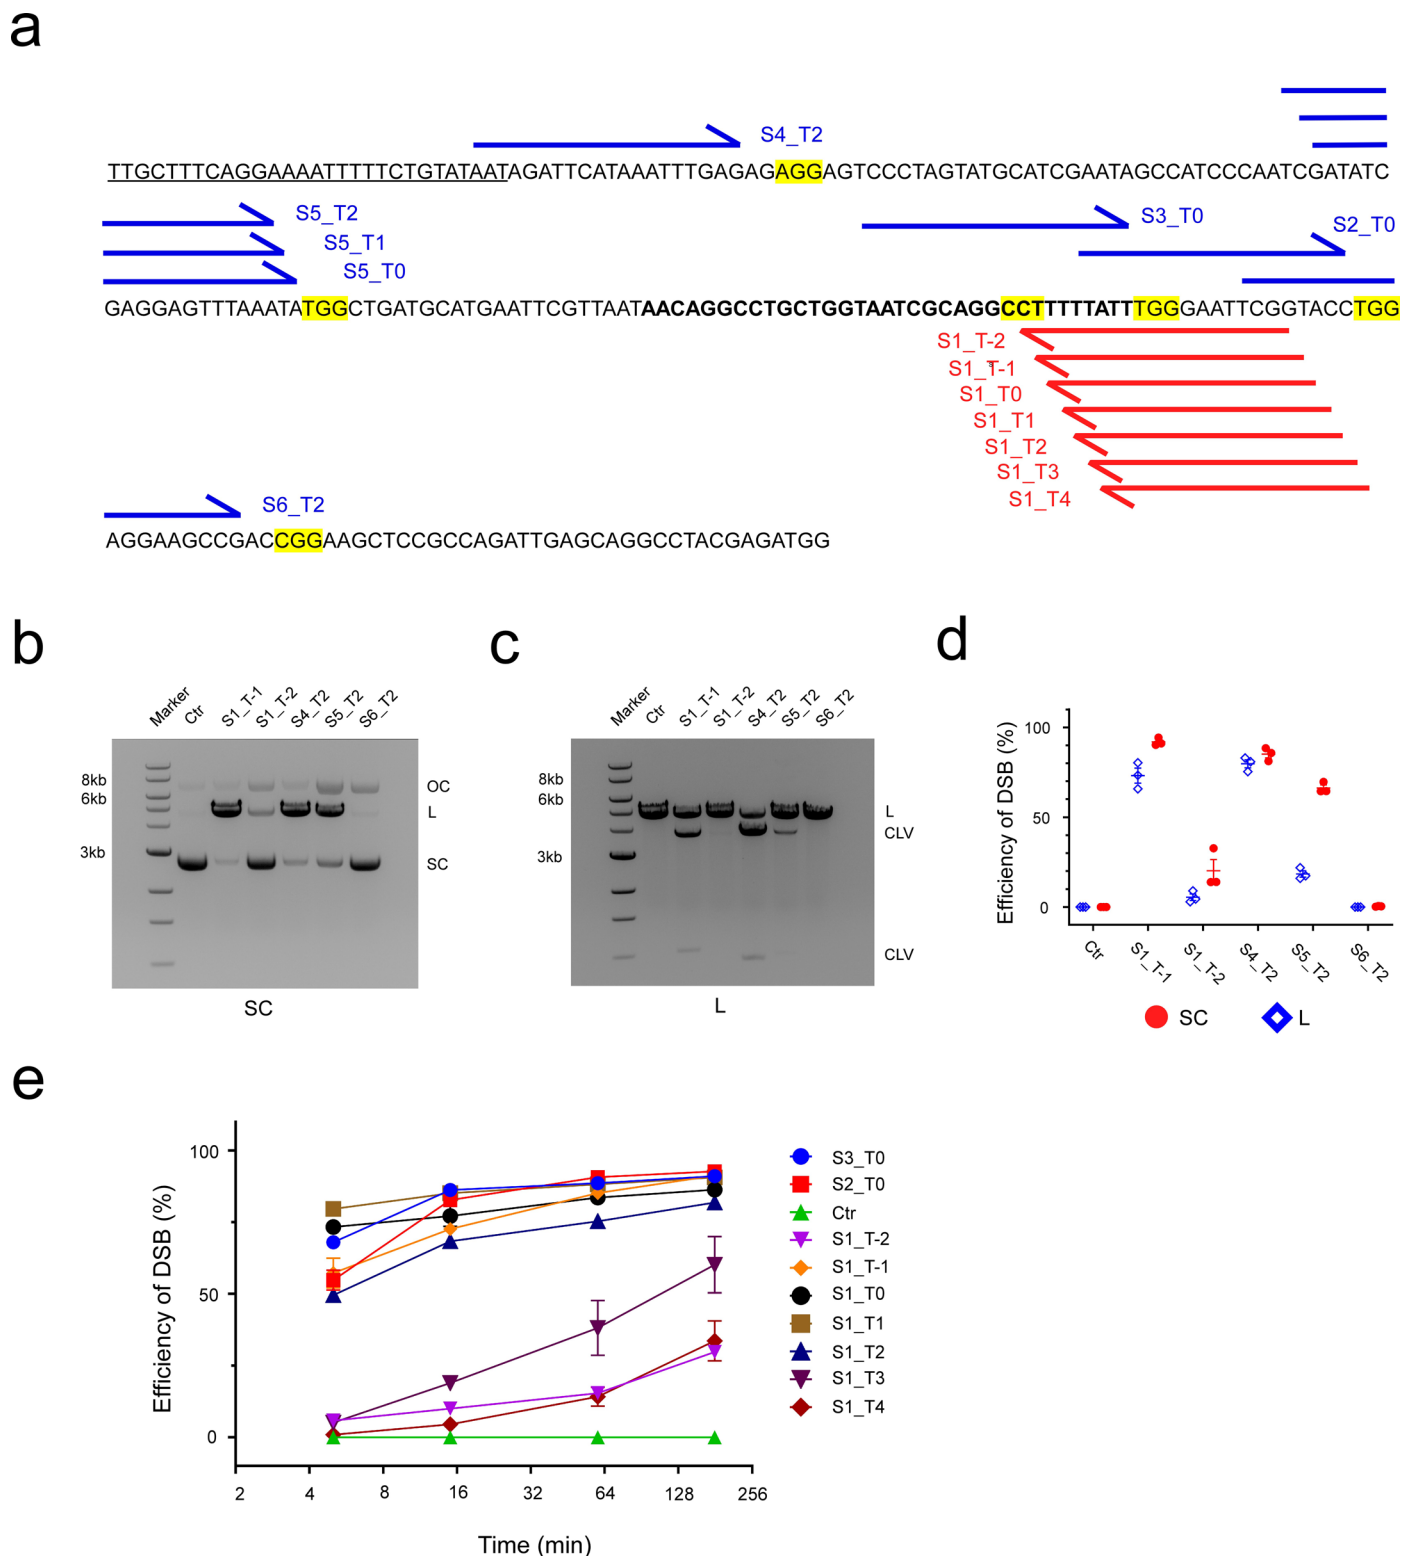 a
S4_T2
TTGCTTTCAGGAAAATTTTTCTGTATAATAGATTCATAAATTTGAGAGAGGAGTCCCTAGTATGCATCGAATAGCCATCCCAATCGATATC
S5_T2
S5_T1
S5_T0
S3_T0
S2_T0
GAGGAGTTTAAATATGGCTGATGCATGAATTCGTTAATAACAGGCCTGCTGGTAATCGCAGGCCTTTTTATTTGGGAATTCGGTACCTGG
S1_T-2
S1_T-1
S1_T0
S1_T1
S1_T2
S1_T3
S1_T4
S6_T2
AGGAAGCCGACCGGAAGCTCCGCCAGATTGAGCAGGCCTACGAGATGG
b
Marker
Ctr
S1_T-1
S1_T-2
S4_T2
S5_T2
S6_T2
8kb
6kb
3kb
OC
L
SC
SC
c
Marker
Ctr
S1_T-1
S1_T-2
S4_T2
S5_T2
S6_T2
8kb
6kb
3kb
L
CLV
CLV
L
d
Efficiency of DSB (%)
100
50
0
Ctr
S1_T-1
S1_T-2
S4_T2
S5_T2
S6_T2
SC
L
e
Efficiency of DSB (%)
100
50
0
2 4 8 16 32 64 128 256
Time (min)
S3_T0
S2_T0
Ctr
S1_T-2
S1_T-1
S1_T0
S1_T1
S1_T2
S1_T3
S1_T4